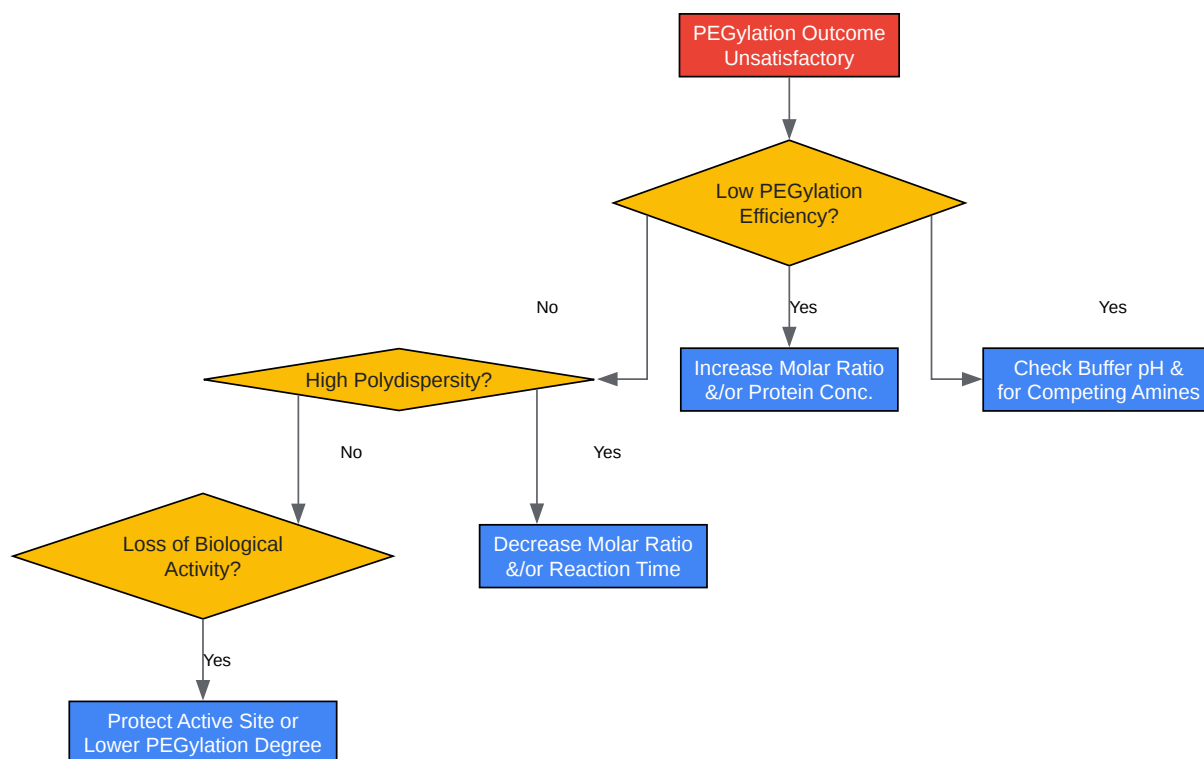 PEGylation Outcome
Unsatisfactory
Low PEGylation
Efficiency?
No
Yes
Yes
High Polydispersity?
Increase Molar Ratio
&/or Protein Conc.
Check Buffer pH &
for Competing Amines
No
Yes
Loss of Biological
Activity?
Decrease Molar Ratio
&/or Reaction Time
Yes
Protect Active Site or
Lower PEGylation Degree